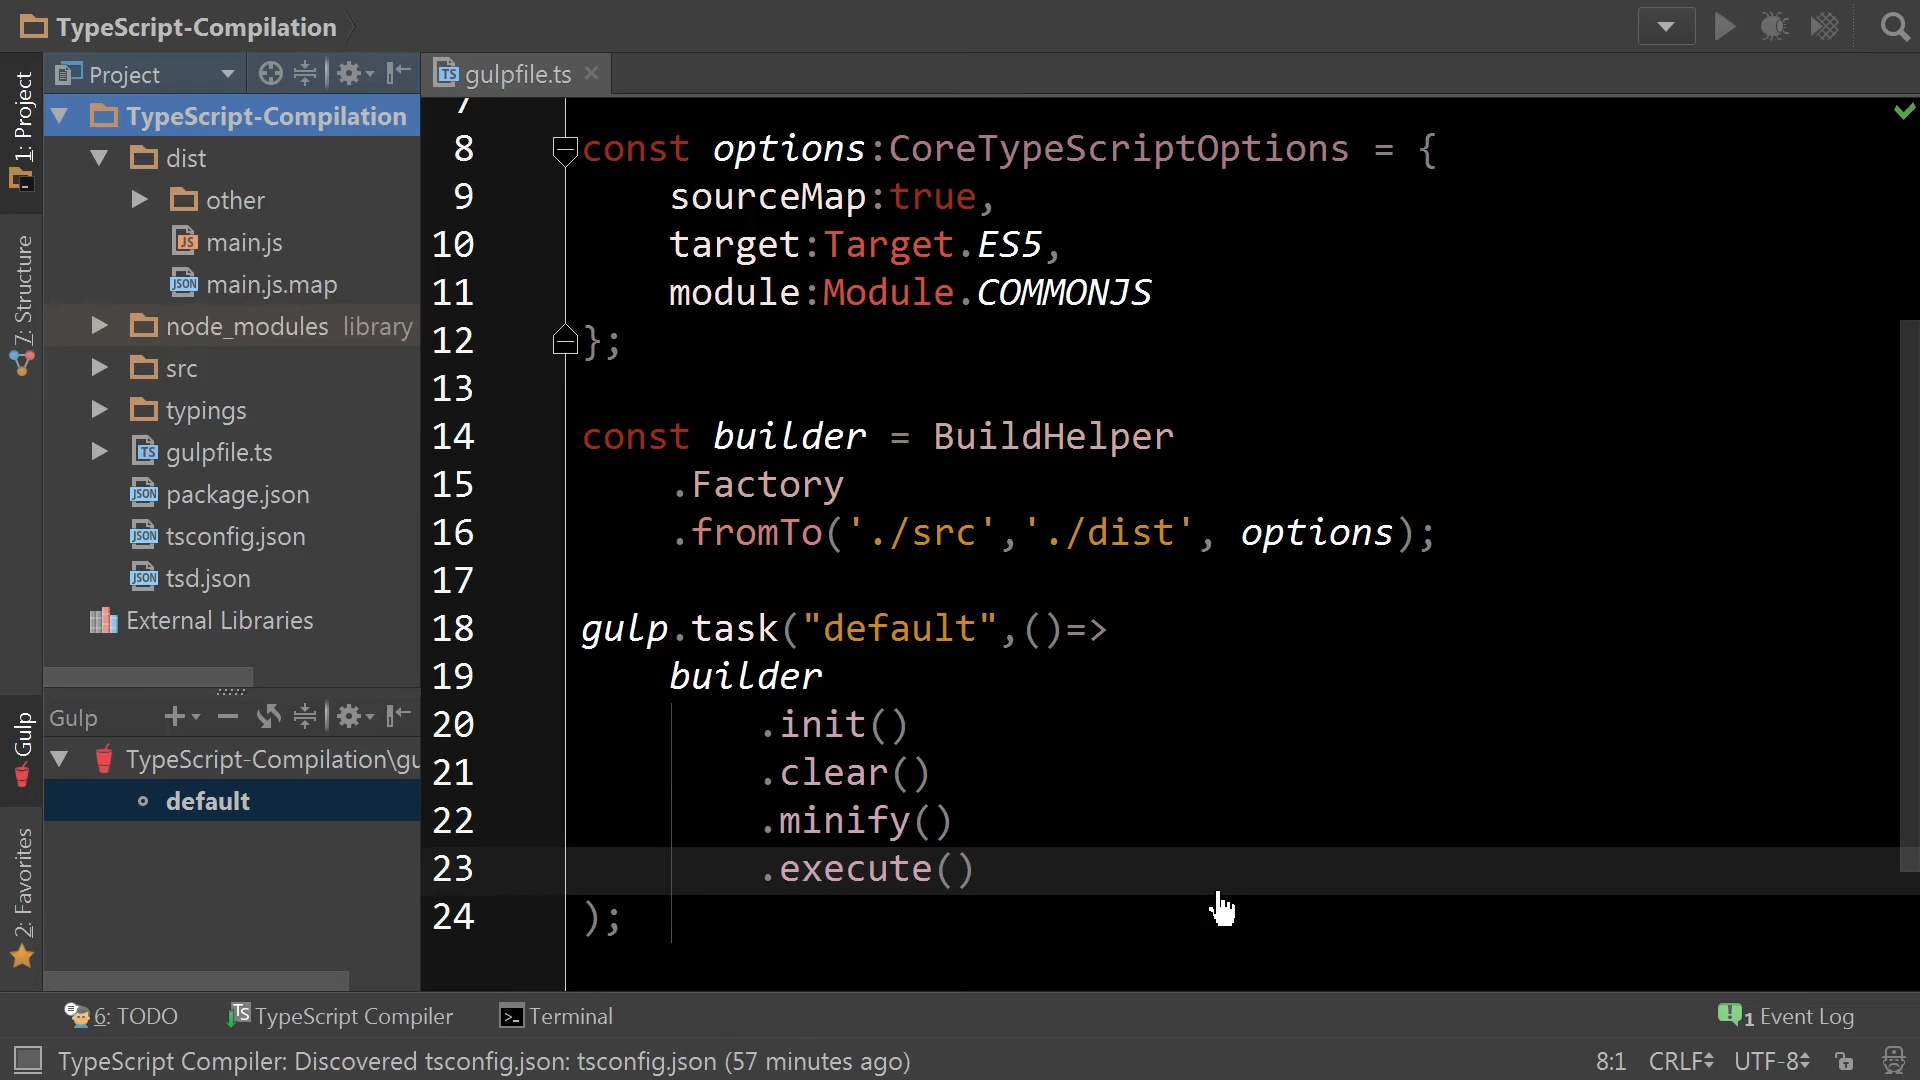 TypeScript-Compilation
Project
gulpfile.ts
1: Project
7: Structure
Gulp
2: Favorites
TypeScript-Compilation
dist
other
main.js
main.js.map
node_modules library
src
typings
gulpfile.ts
package.json
tsconfig.json
tsd.json
External Libraries
Gulp
TypeScript-Compilation\gu
default
7
8 const options:CoreTypeScriptOptions = {
9 sourceMap:true,
10 target:Target.ES5,
11 module:Module.COMMONJS
12 };
13
14 const builder = BuildHelper
15 .Factory
16 .fromTo('./src','./dist', options);
17
18 gulp.task("default",()=>
19 builder
20 .init()
21 .clear()
22 .minify()
23 .execute()
24 );
6: TODO
TypeScript Compiler
Terminal
1 Event Log
TypeScript Compiler: Discovered tsconfig.json: tsconfig.json (57 minutes ago)
8:1 CRLF UTF-8